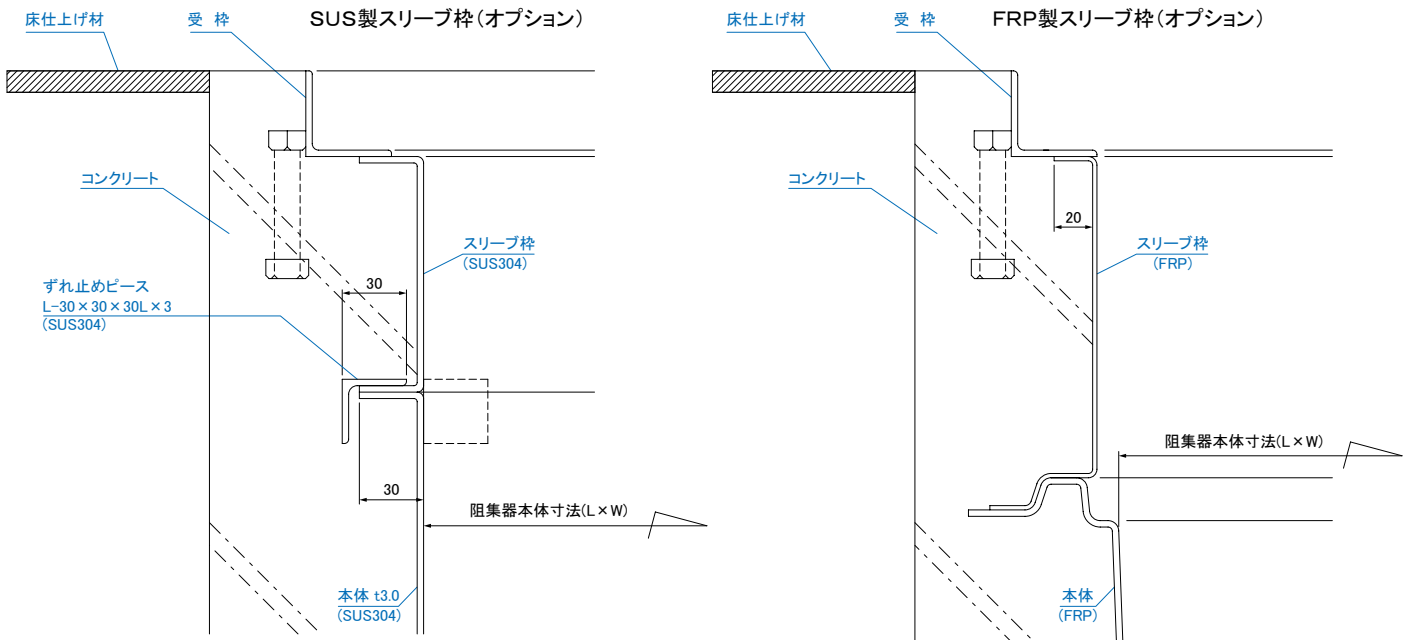 SUS製スリーブ枠(オプション)
床仕上げ材
受 枠
コンクリート
スリーブ枠
(SUS304)
30
ずれ止めピース
L-30×30×30L×3
(SUS304)
30
阻集器本体寸法(L×W)
本体 t3.0
(SUS304)
FRP製スリーブ枠(オプション)
床仕上げ材
受 枠
コンクリート
20
スリーブ枠
(FRP)
阻集器本体寸法(L×W)
本体
(FRP)